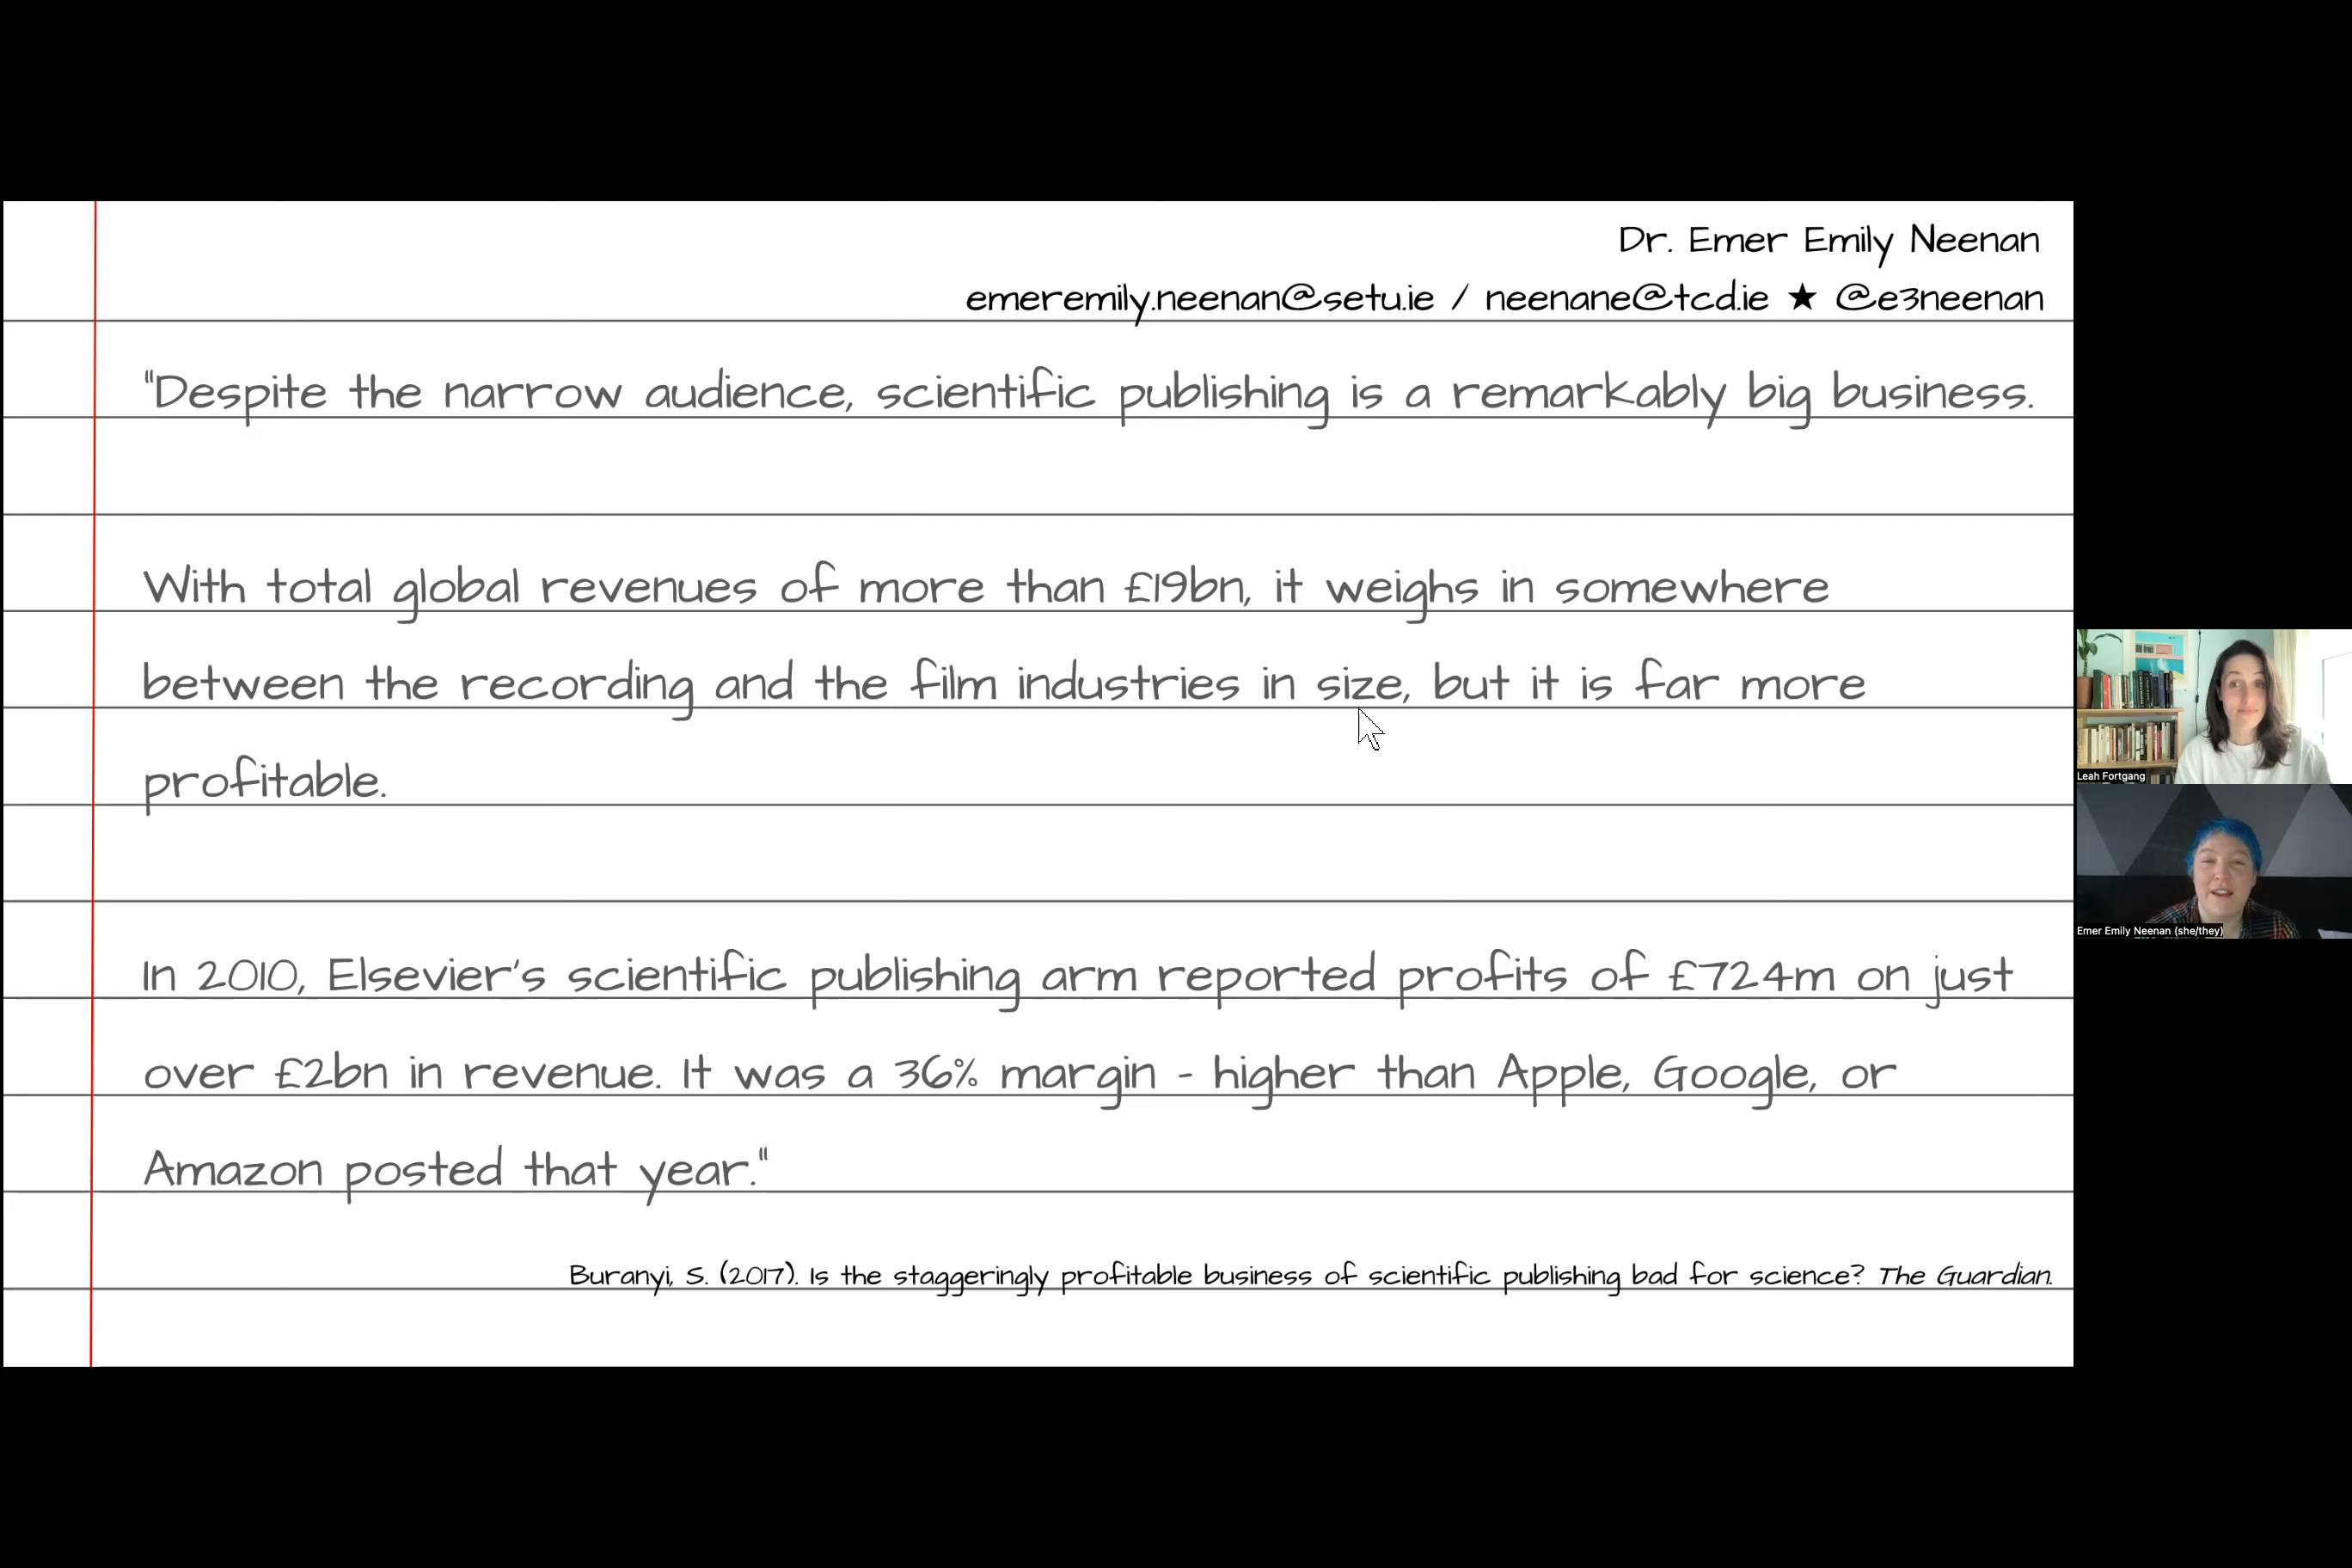 Dr. Emer Emily Neenan
emeremily.neenan@setu.ie / neenane@tcd.ie ★ @e3neenan
"Despite the narrow audience, scientific publishing is a remarkably big business.
With total global revenues of more than £19bn, it weighs in somewhere
between the recording and the film industries in size, but it is far more
profitable.
In 2010, Elsevier's scientific publishing arm reported profits of £724m on just
over £2bn in revenue. It was a 36% margin - higher than Apple, Google, or
Amazon posted that year."
Buranyi, S. (2017). Is the staggeringly profitable business of scientific publishing bad for science? The Guardian.
Leah Fortgang
Emer Emily Neenan (she/they)